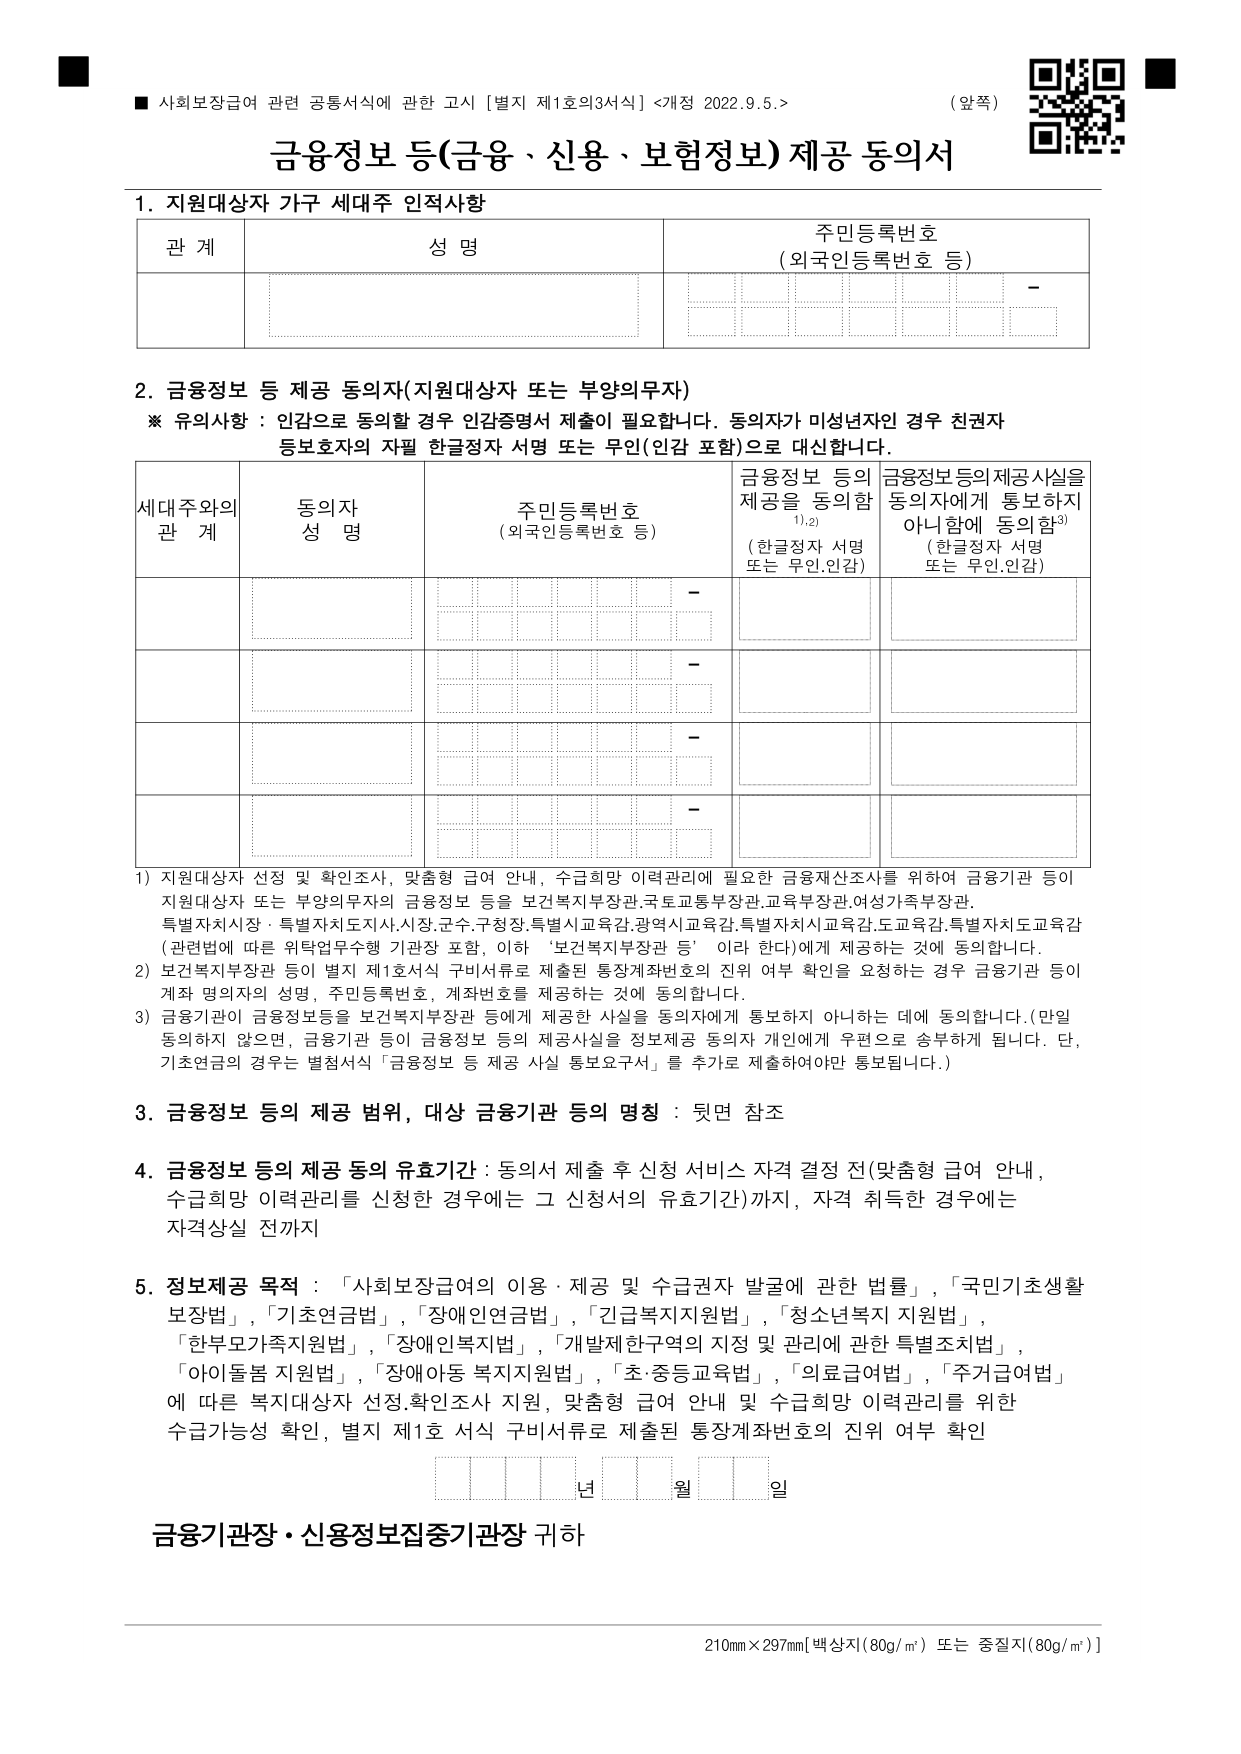 ■ 사회보장급여 관련 공통서식에 관한 고시 [별지 제1호의3서식] <개정 2022.9.5.> (앞쪽)
금융정보 등(금융ㆍ신용ㆍ보험정보) 제공 동의서
1. 지원대상자 가구 세대주 인적사항
관 계 성 명 주민등록번호
(외국인등록번호 등)
–
2. 금융정보 등 제공 동의자(지원대상자 또는 부양의무자)
※ 유의사항 : 인감으로 동의할 경우 인감증명서 제출이 필요합니다. 동의자가 미성년자인 경우 친권자
등보호자의 자필 한글정자 서명 또는 무인(인감 포함)으로 대신합니다.
세대주와의
관 계
동의자
성 명
주민등록번호
(외국인등록번호 등)
금융정보 등의
제공을 동의함
1),2)
(한글정자 서명
또는 무인.인감)
금융정보 등의 제공 사실을
동의자에게 통보하지
아니함에 동의함3)
(한글정자 서명
또는 무인.인감)
–
–
–
–
1) 지원대상자 선정 및 확인조사, 맞춤형 급여 안내, 수급희망 이력관리에 필요한 금융재산조사를 위하여 금융기관 등이
지원대상자 또는 부양의무자의 금융정보 등을 보건복지부장관.국토교통부장관.교육부장관.여성가족부장관.
특별자치시장ㆍ특별자치도지사.시장.군수.구청장.특별시교육감.광역시교육감.특별자치시교육감.도교육감.특별자치도교육감
(관련법에 따른 위탁업무수행 기관장 포함, 이하 ‘보건복지부장관 등’ 이라 한다)에게 제공하는 것에 동의합니다.
2) 보건복지부장관 등이 별지 제1호서식 구비서류로 제출된 통장계좌번호의 진위 여부 확인을 요청하는 경우 금융기관 등이
계좌 명의자의 성명, 주민등록번호, 계좌번호를 제공하는 것에 동의합니다.
3) 금융기관이 금융정보등을 보건복지부장관 등에게 제공한 사실을 동의자에게 통보하지 아니하는 데에 동의합니다.(만일
동의하지 않으면, 금융기관 등이 금융정보 등의 제공사실을 정보제공 동의자 개인에게 우편으로 송부하게 됩니다. 단,
기초연금의 경우는 별첨서식「금융정보 등 제공 사실 통보요구서」를 추가로 제출하여야만 통보됩니다.)
3. 금융정보 등의 제공 범위, 대상 금융기관 등의 명칭 : 뒷면 참조
4. 금융정보 등의 제공 동의 유효기간 : 동의서 제출 후 신청 서비스 자격 결정 전(맞춤형 급여 안내,
수급희망 이력관리를 신청한 경우에는 그 신청서의 유효기간)까지, 자격 취득한 경우에는
자격상실 전까지
5. 정보제공 목적 : 「사회보장급여의 이용ㆍ제공 및 수급권자 발굴에 관한 법률」,「국민기초생활
보장법」,「기초연금법」,「장애인연금법」,「긴급복지지원법」,「청소년복지 지원법」,
「한부모가족지원법」,「장애인복지법」,「개발제한구역의 지정 및 관리에 관한 특별조치법」,
「아이돌봄 지원법」,「장애아동 복지지원법」,「초·중등교육법」,「의료급여법」,「주거급여법」
에 따른 복지대상자 선정.확인조사 지원, 맞춤형 급여 안내 및 수급희망 이력관리를 위한
수급가능성 확인, 별지 제1호 서식 구비서류로 제출된 통장계좌번호의 진위 여부 확인
년 월 일
금융기관장·신용정보집중기관장 귀하
210㎜×297㎜[백상지(80g/㎡) 또는 중질지(80g/㎡)]